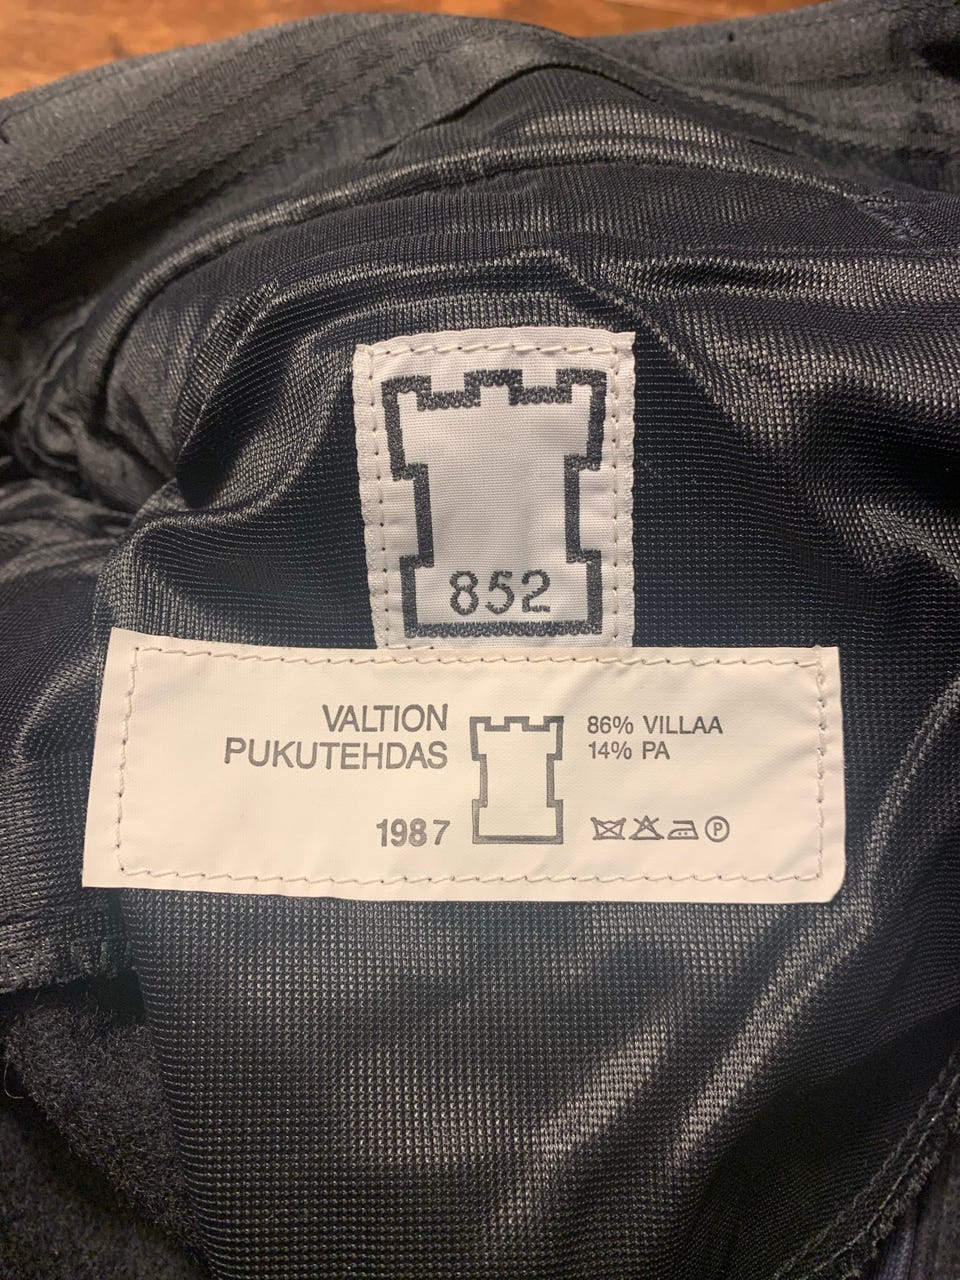 852
VALTION
PUKUTEHDAS
1987
86% VILLAA
14% PA
P